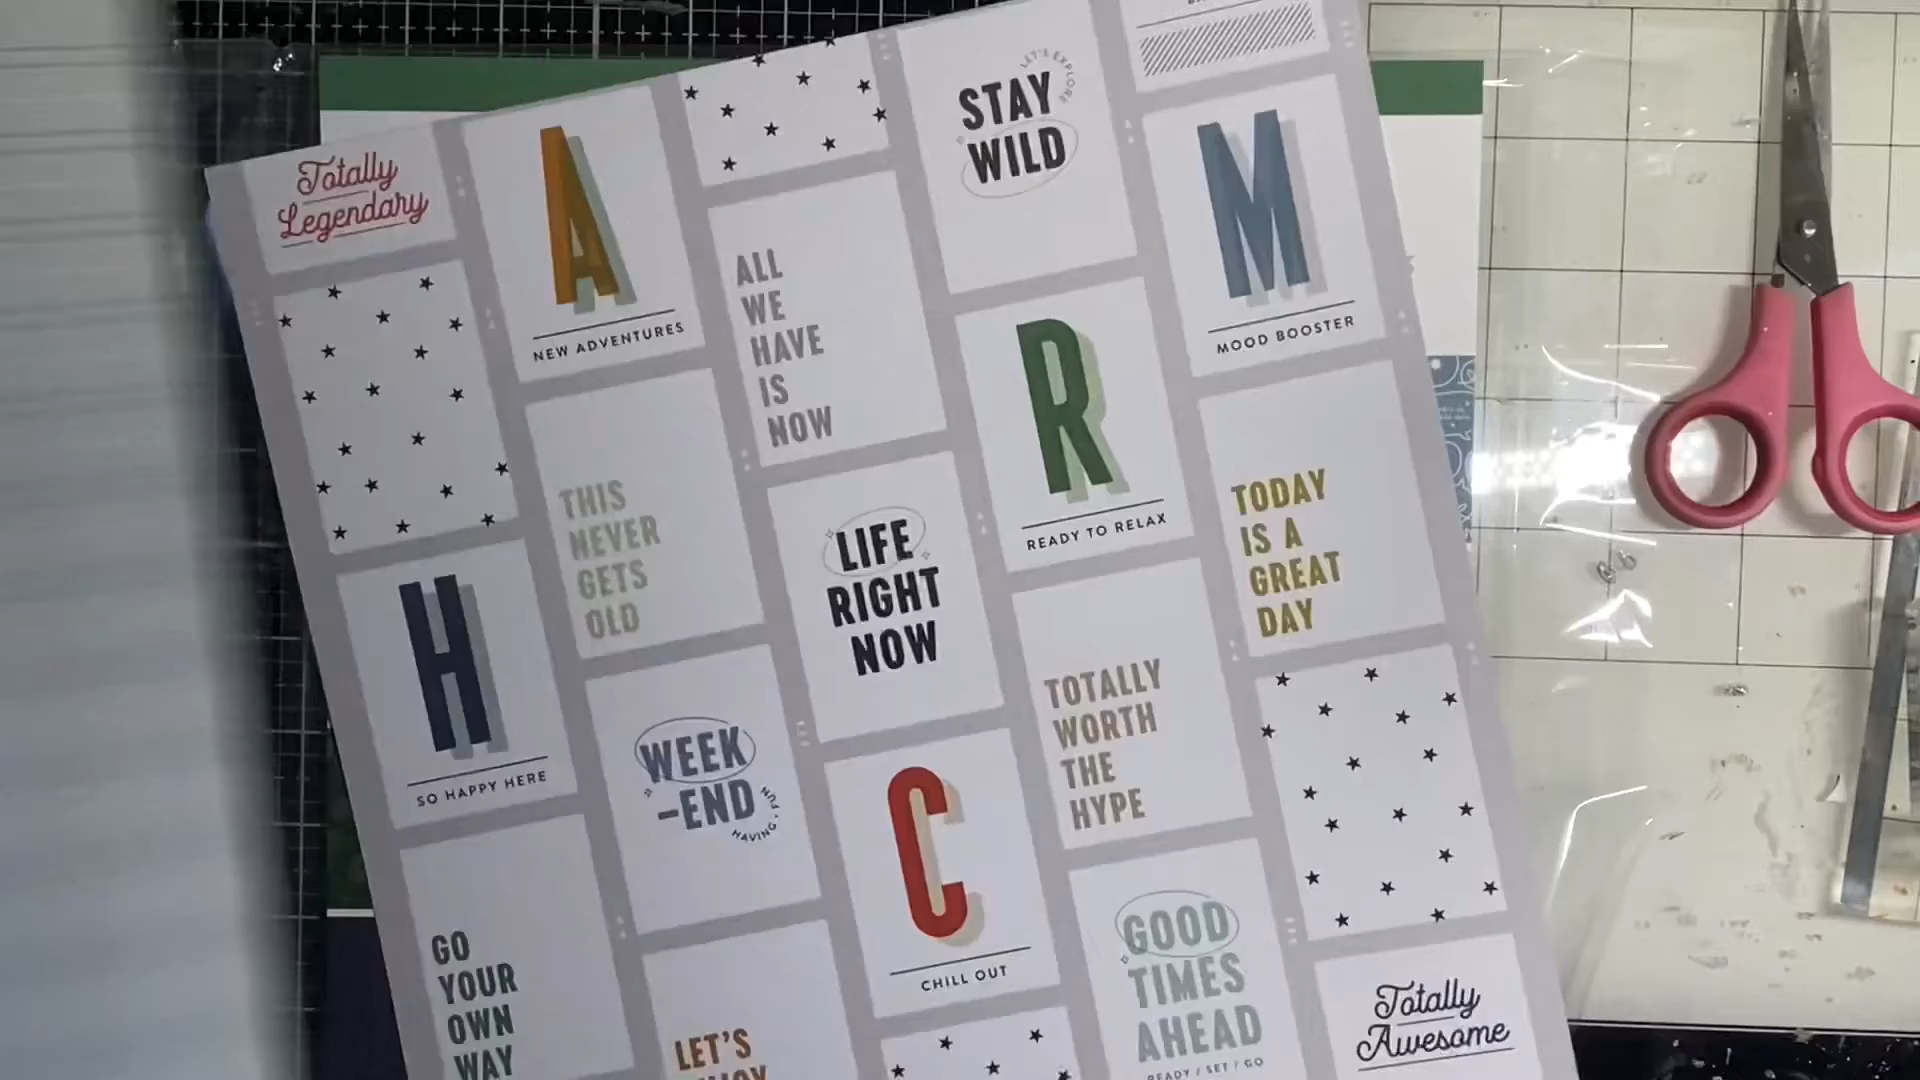 Totally
Legendary
A
NEW ADVENTURES
LET'S EXPLORE
STAY
WILD
M
MOOD BOOSTER
ALL
WE
HAVE
IS
NOW
R
READY TO RELAX
THIS
NEVER
GETS
OLD
LIFE
RIGHT
NOW
TODAY
IS A
GREAT
DAY
H
SO HAPPY HERE
WEEK
-END
HAVING · FUN
TOTALLY
WORTH
THE
HYPE
C
CHILL OUT
GO
YOUR
OWN
WAY
LET'S
GOOD
TIMES
AHEAD
READY / SET / GO
Totally
Awesome